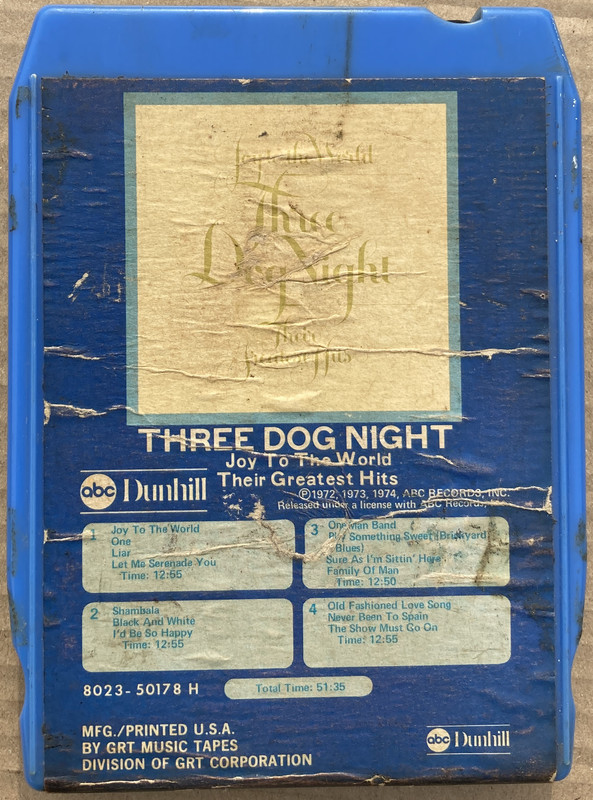 Joy to the World
Three
Dog Night
Their
Greatest Hits
THREE DOG NIGHT
Joy To The World
Their Greatest Hits
abc Dunhill
℗1972, 1973, 1974, ABC RECORDS, INC.
Released under a license with ABC Records,
1 Joy To The World
One
Liar
Let Me Serenade You
Time: 12:55
2 Shambala
Black And White
I'd Be So Happy
Time: 12:55
3 One Man Band
Play Something Sweet (Brickyard
Blues)
Sure As I'm Sittin' Here
Family Of Man
Time: 12:50
4 Old Fashioned Love Song
Never Been To Spain
The Show Must Go On
Time: 12:55
8023-50178 H
Total Time: 51:35
MFG./PRINTED U.S.A.
BY GRT MUSIC TAPES
DIVISION OF GRT CORPORATION
abc Dunhill